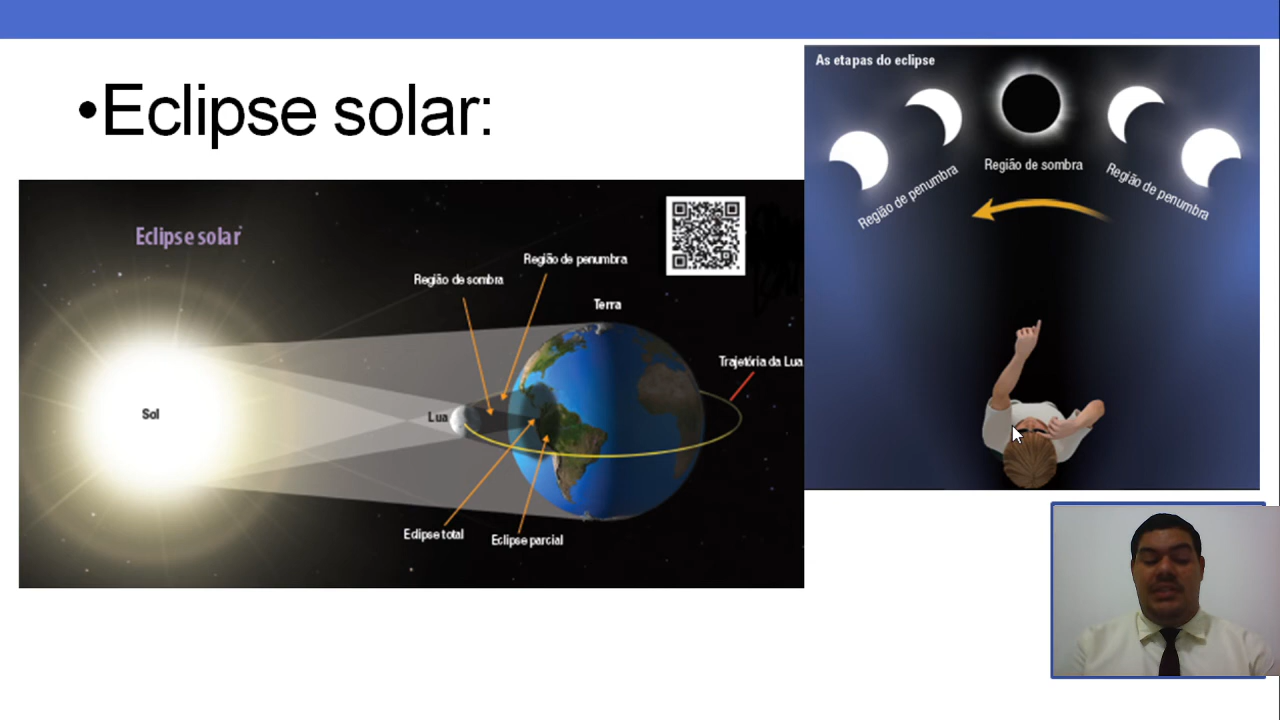 •Eclipse solar:
As etapas do eclipse
Região de penumbra
Região de sombra
Região de penumbra
Eclipse solar
Região de penumbra
Região de sombra
Terra
Trajetória da Lua
Sol
Lua
Eclipse total
Eclipse parcial